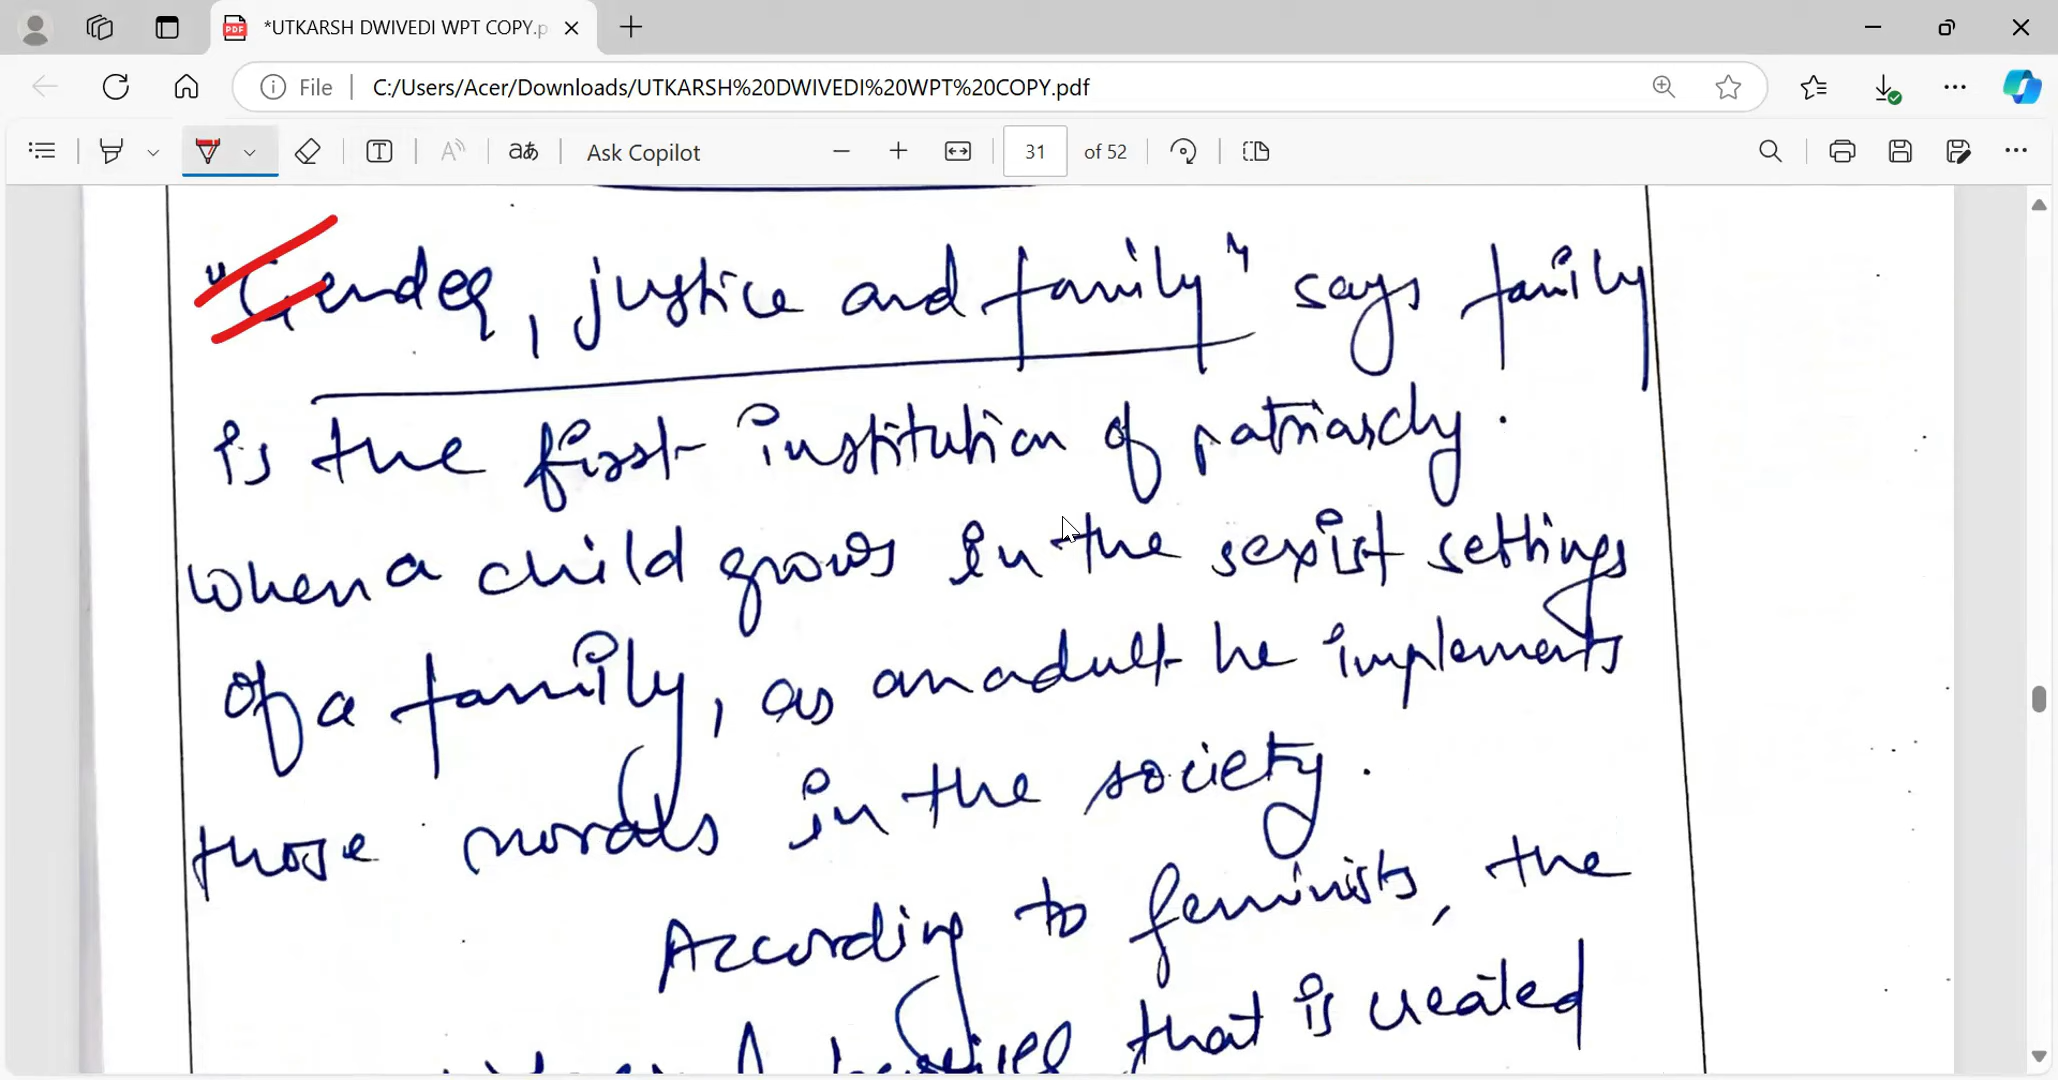 *UTKARSH DWIVEDI WPT COPY.p
File
C:/Users/Acer/Downloads/UTKARSH%20DWIVEDI%20WPT%20COPY.pdf
Ask Copilot
31 of 52
"Gender, justice and family" says family
is the first institution of patriarchy.
when a child grows in the sexist settings
of a family, as an adult he implements
those morals in the society.
According to feminists, the
that is created